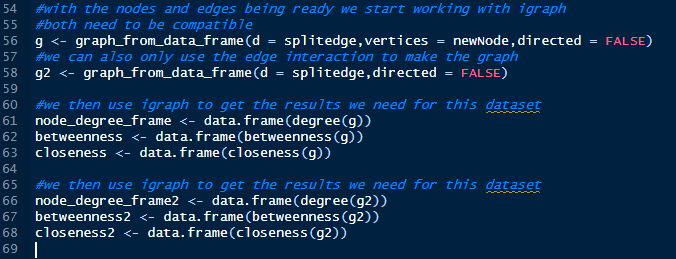 54 #with the nodes and edges being ready we start working with igraph
55 #both need to be compatible
56 g <- graph_from_data_frame(d = splitedge,vertices = newNode,directed = FALSE)
57 #we can also only use the edge interaction to make the graph
58 g2 <- graph_from_data_frame(d = splitedge,directed = FALSE)
59
60 #we then use igraph to get the results we need for this dataset
61 node_degree_frame <- data.frame(degree(g))
62 betweenness <- data.frame(betweenness(g))
63 closeness <- data.frame(closeness(g))
64
65 #we then use igraph to get the results we need for this dataset
66 node_degree_frame2 <- data.frame(degree(g2))
67 betweenness2 <- data.frame(betweenness(g2))
68 closeness2 <- data.frame(closeness(g2))
69